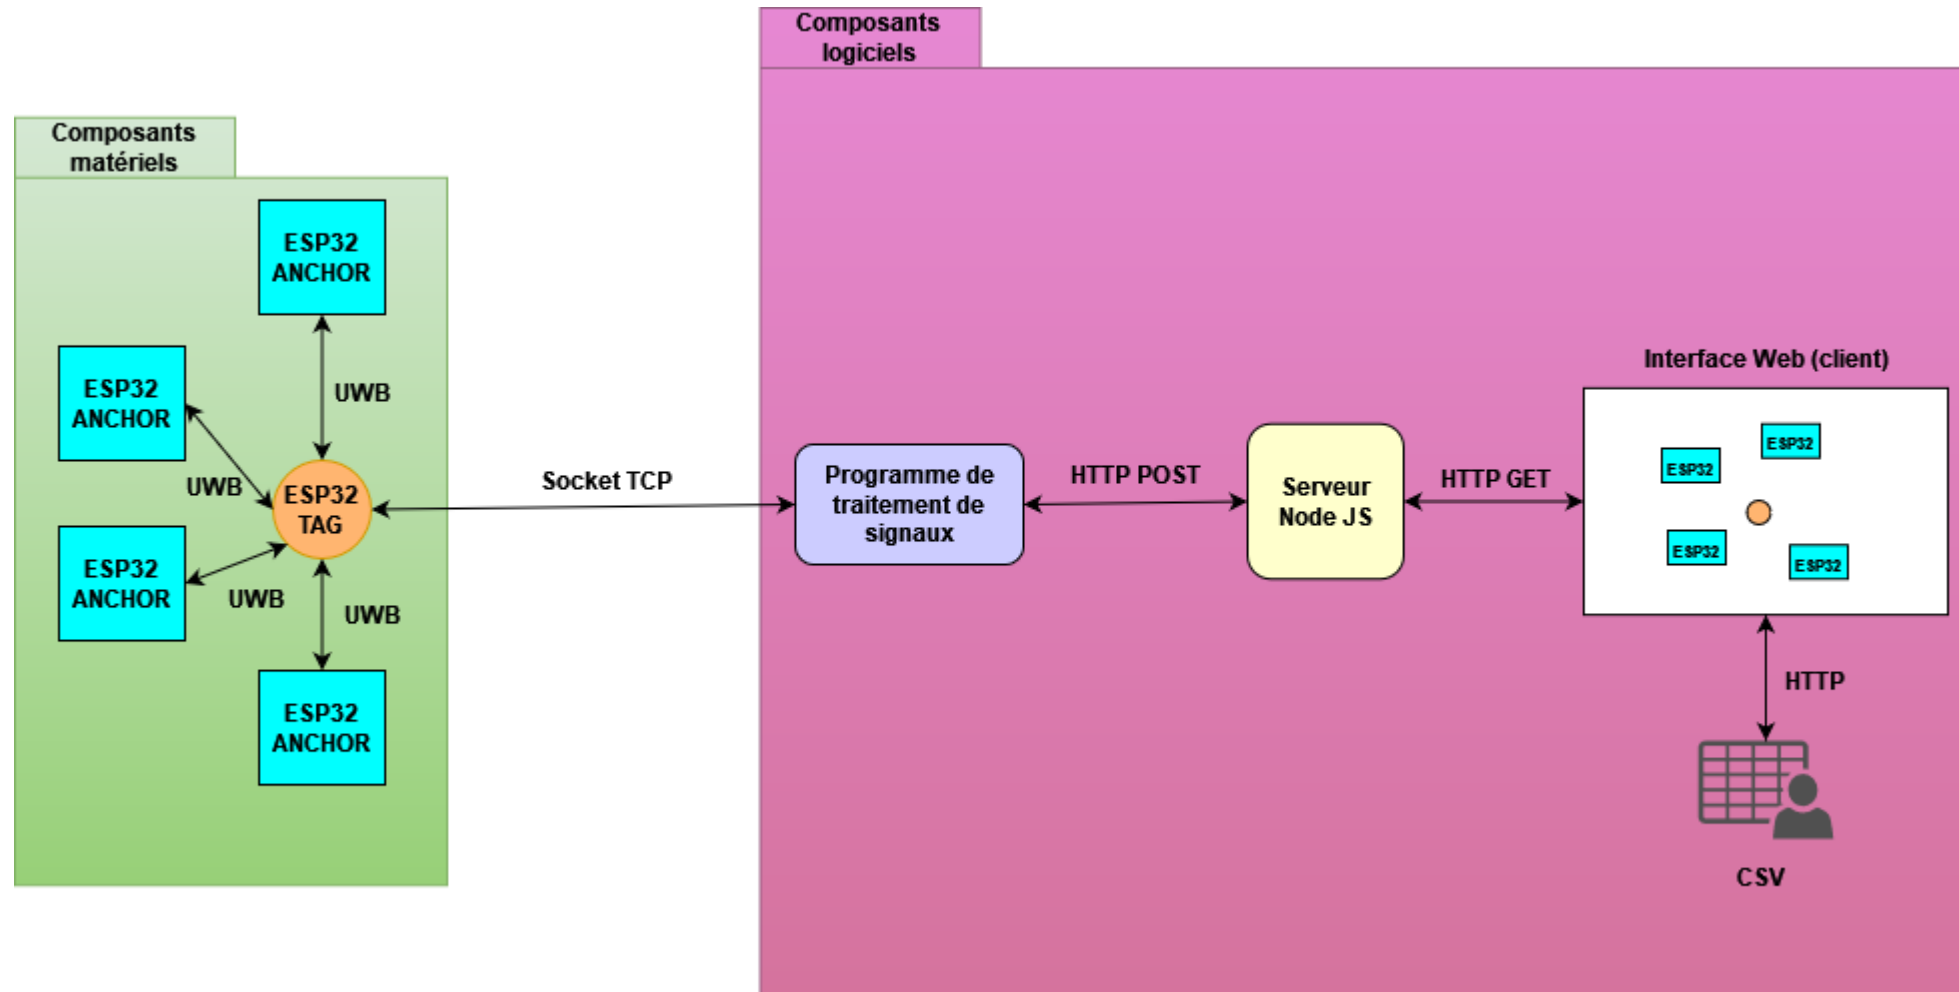 Composants
logiciels
Composants
matériels
ESP32
ANCHOR
ESP32
ANCHOR
UWB
UWB
ESP32
TAG
ESP32
ANCHOR
UWB
UWB
ESP32
ANCHOR
Socket TCP
Programme de
traitement de
signaux
HTTP POST
Serveur
Node JS
HTTP GET
Interface Web (client)
ESP32
ESP32
ESP32
ESP32
HTTP
CSV